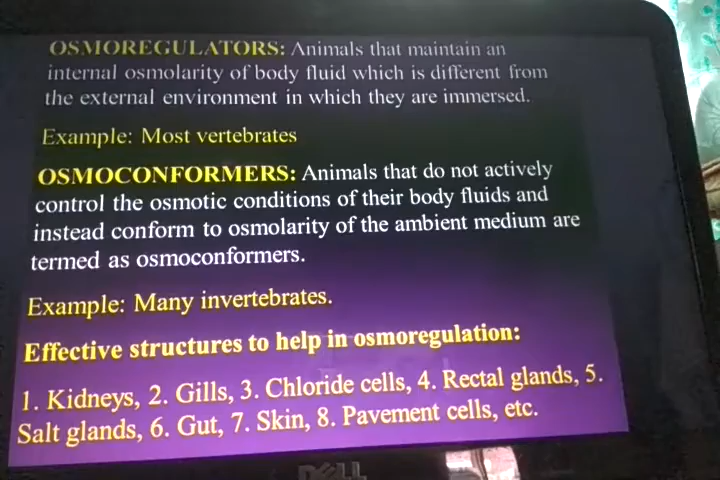 OSMOREGULATORS: Animals that maintain an
internal osmolarity of body fluid which is different from
the external environment in which they are immersed.
Example: Most vertebrates
OSMOCONFORMERS: Animals that do not actively
control the osmotic conditions of their body fluids and
instead conform to osmolarity of the ambient medium are
termed as osmoconformers.
Example: Many invertebrates.
Effective structures to help in osmoregulation:
1. Kidneys, 2. Gills, 3. Chloride cells, 4. Rectal glands, 5.
Salt glands, 6. Gut, 7. Skin, 8. Pavement cells, etc.
DELL